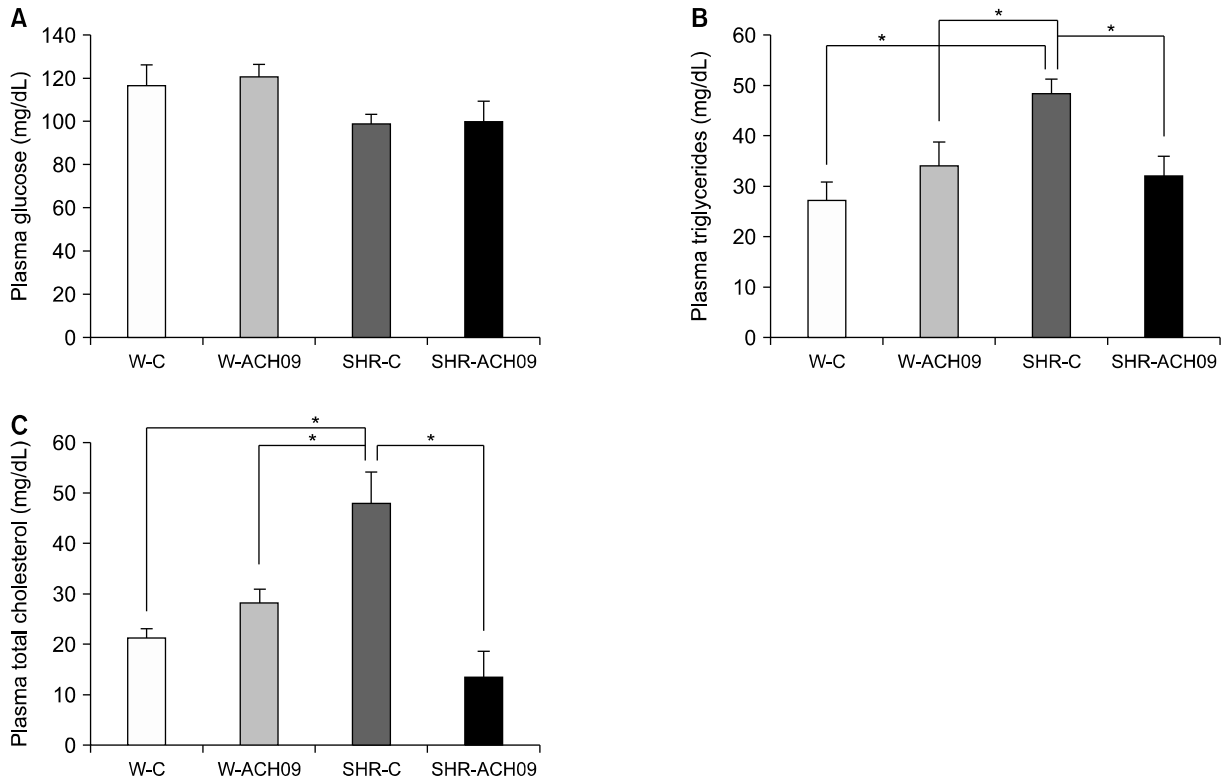 A
Plasma glucose (mg/dL)
140
120
100
80
60
40
20
0
W-C
W-ACH09
SHR-C
SHR-ACH09
B
Plasma triglycerides (mg/dL)
60
50
40
30
20
10
0
*
*
*
W-C
W-ACH09
SHR-C
SHR-ACH09
C
Plasma total cholesterol (mg/dL)
60
50
40
30
20
10
0
*
*
*
W-C
W-ACH09
SHR-C
SHR-ACH09